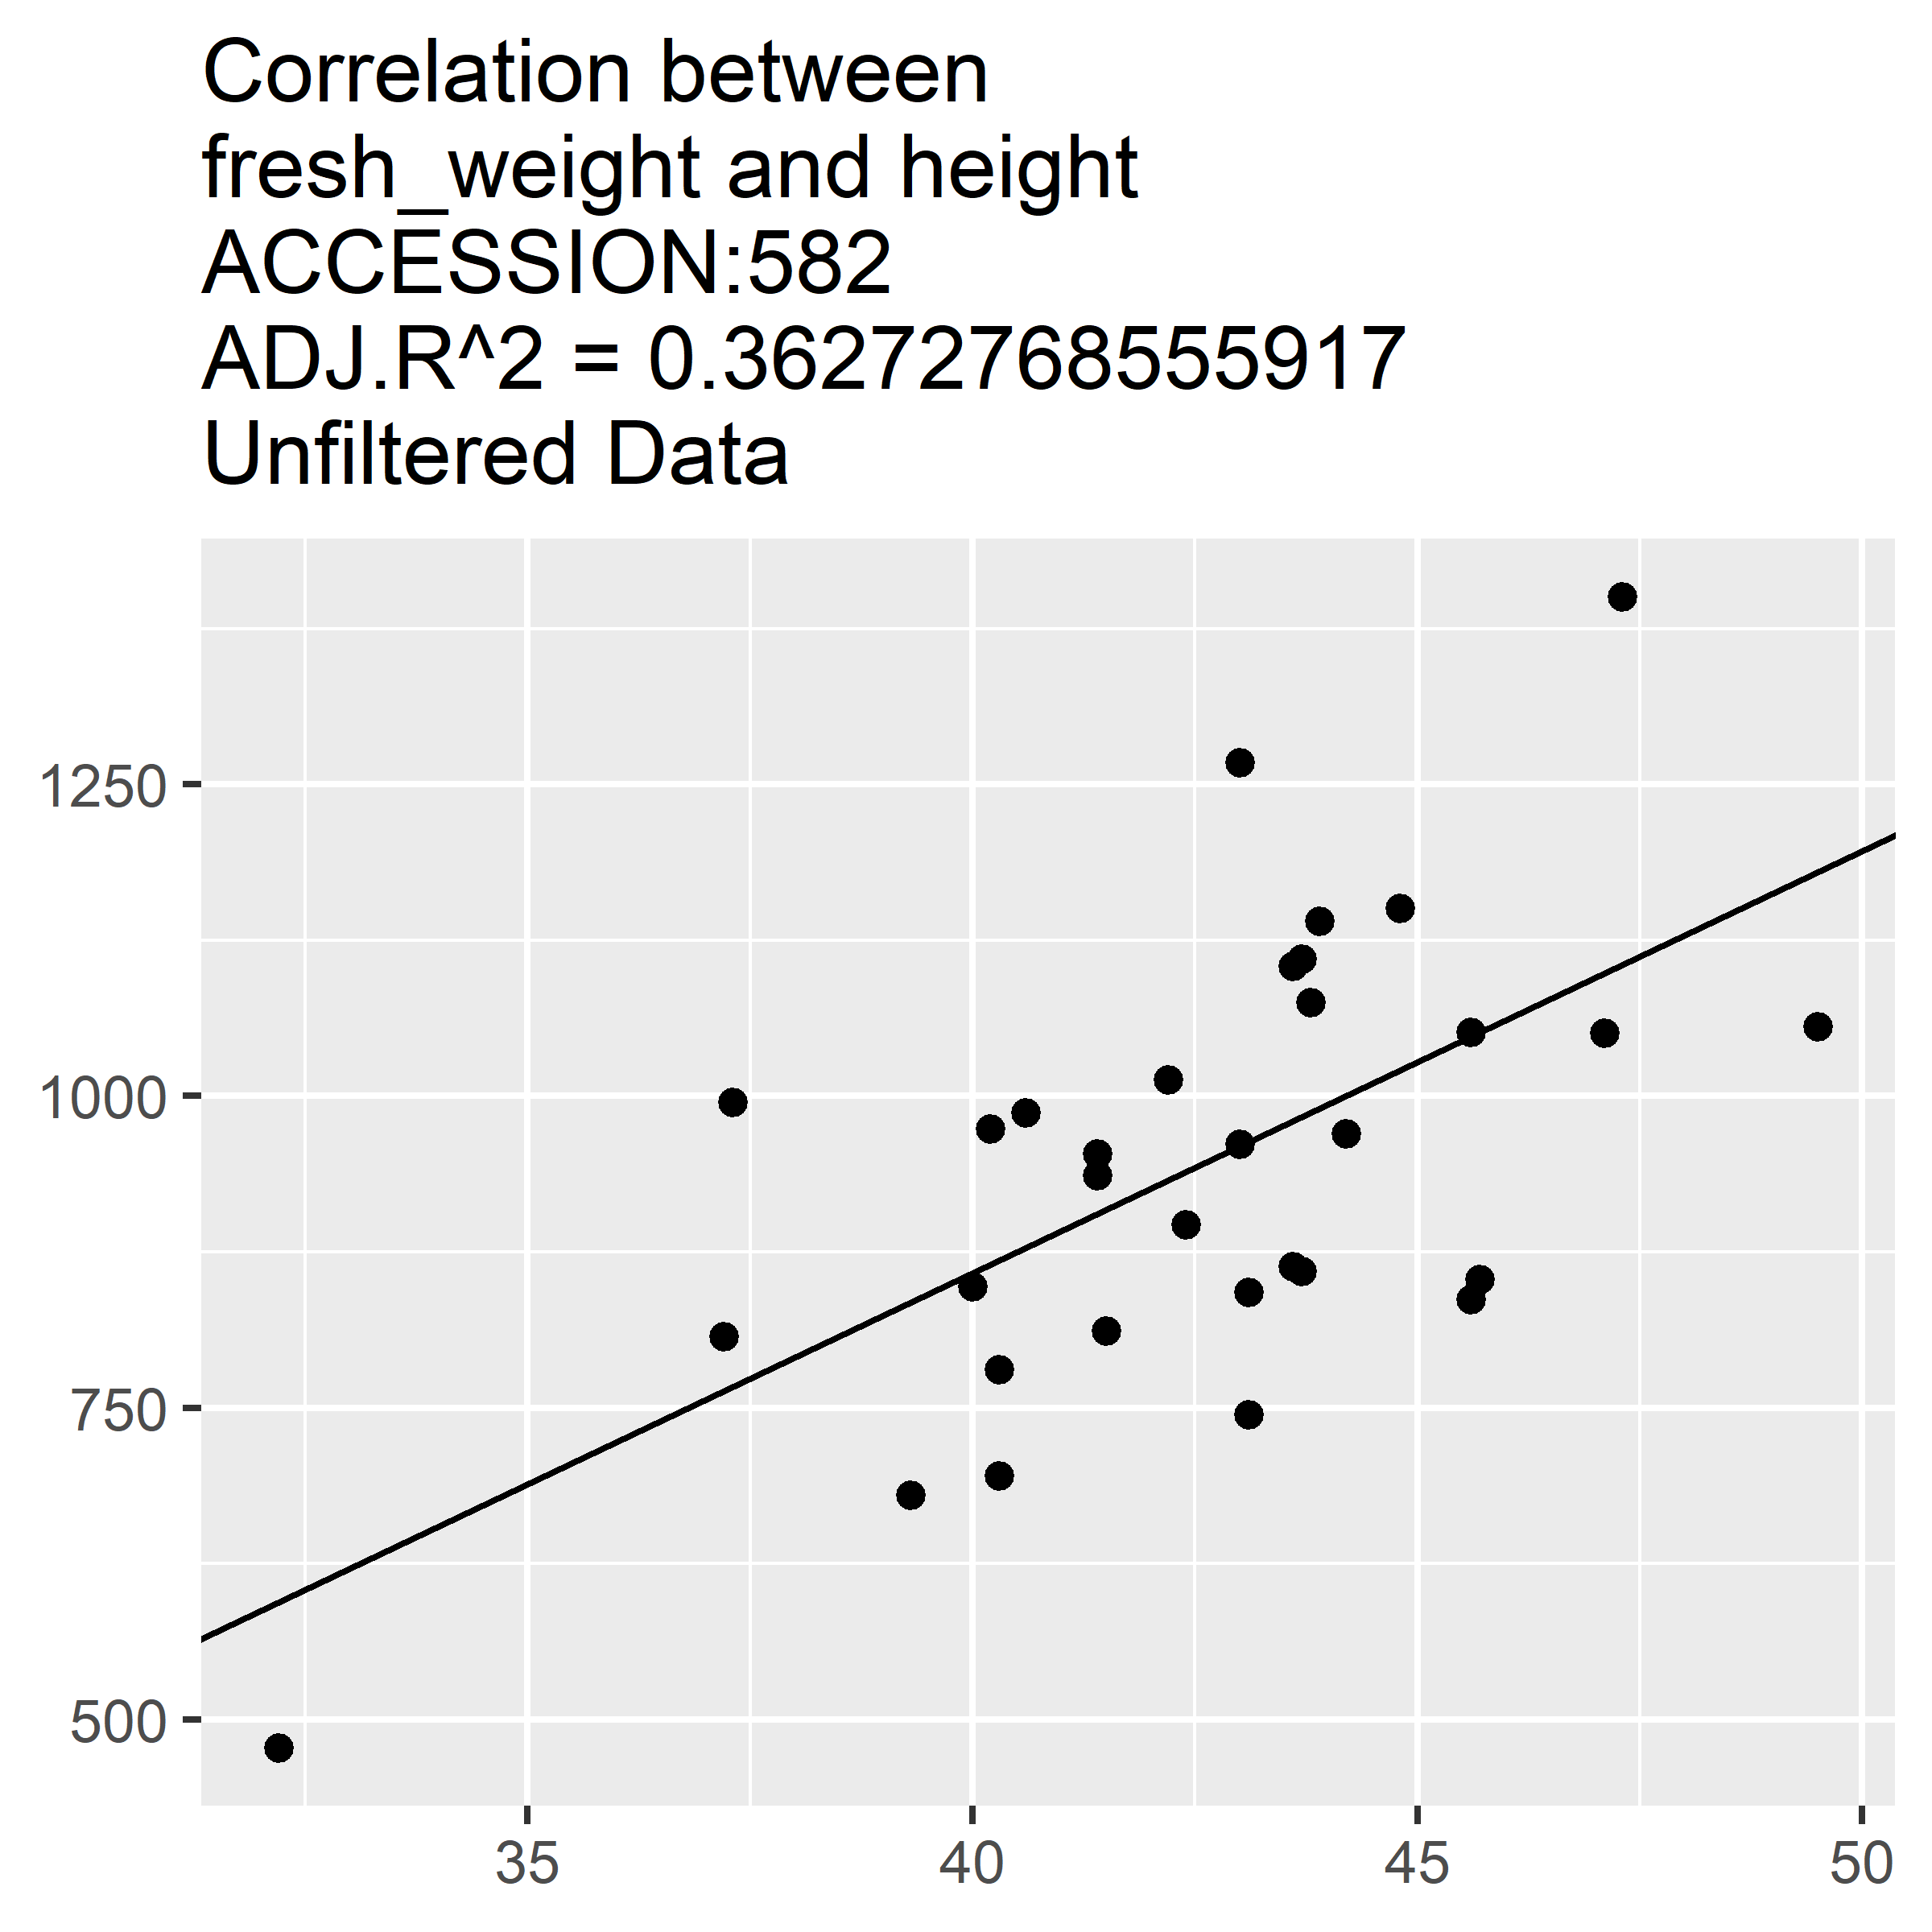 Correlation between
fresh_weight and height
ACCESSION:582
ADJ.R^2 = 0.36272768555917
Unfiltered Data
1250
1000
750
500
35 40 45 50